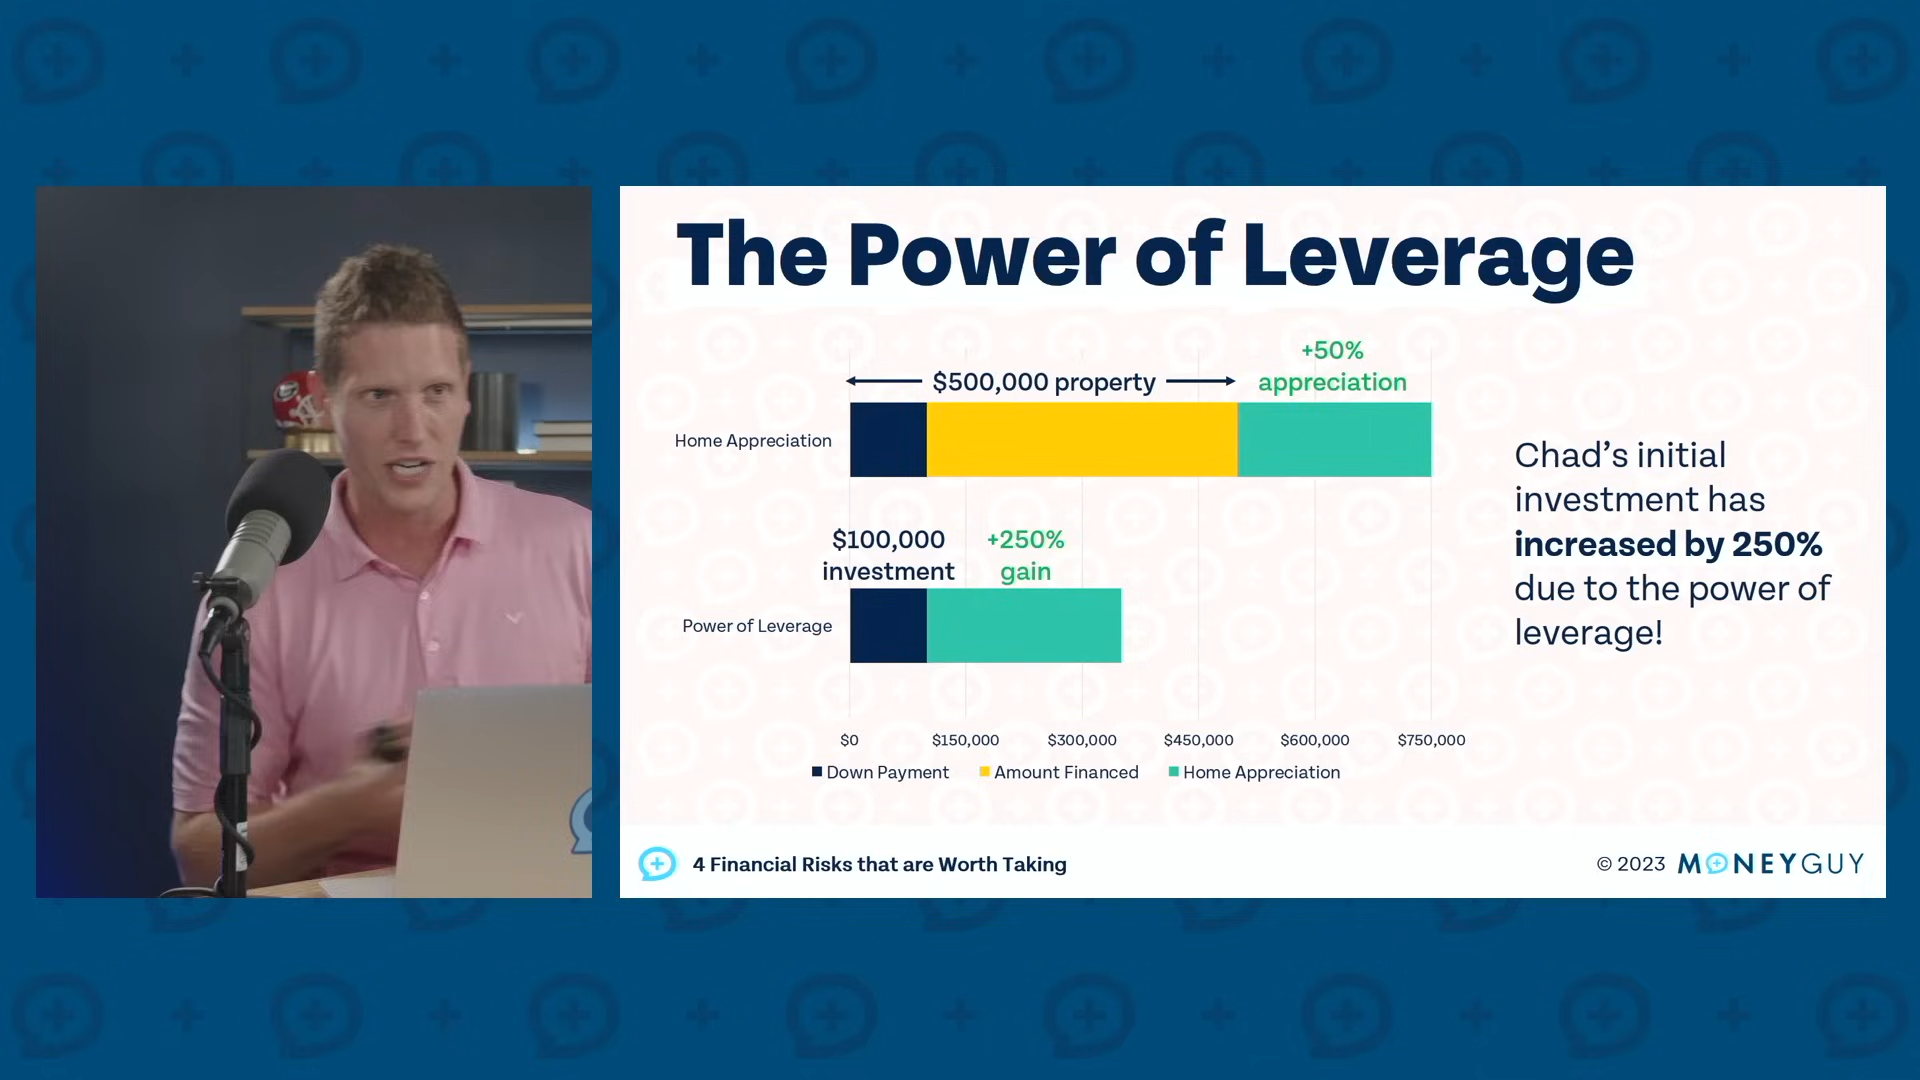 The Power of Leverage
+50%
appreciation
$500,000 property
Home Appreciation
$100,000
investment
+250%
gain
Power of Leverage
$0 $150,000 $300,000 $450,000 $600,000 $750,000
Down Payment Amount Financed Home Appreciation
Chad’s initial
investment has
increased by 250%
due to the power of
leverage!
4 Financial Risks that are Worth Taking
© 2023 MONEYGUY